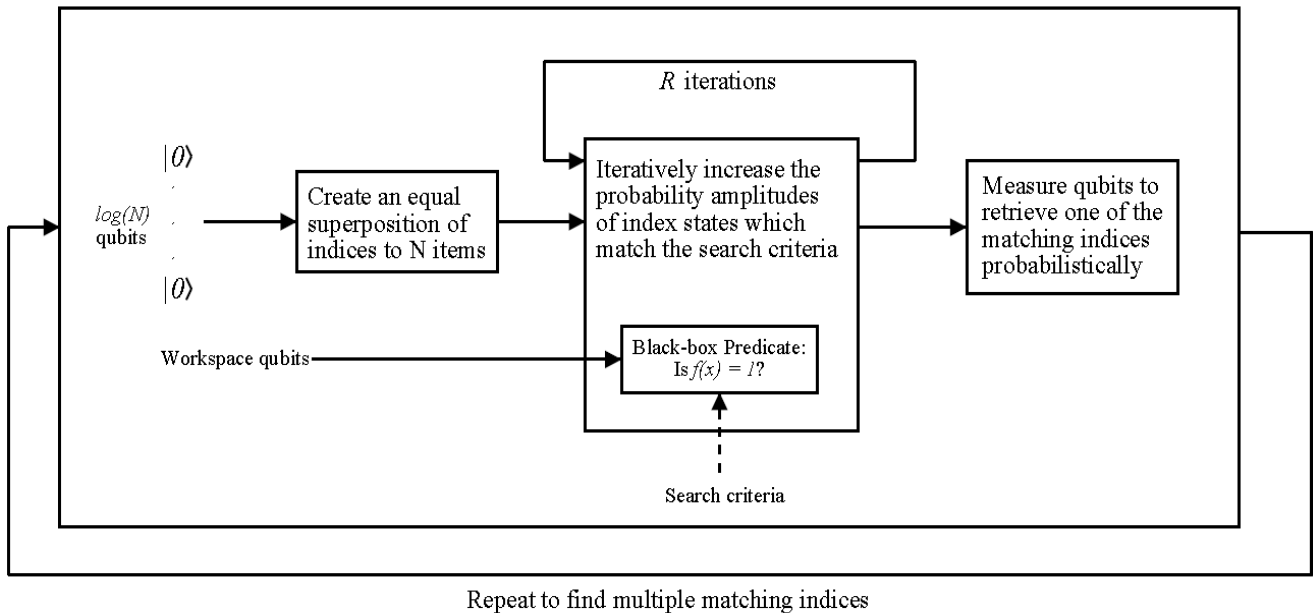 R iterations
|0⟩
.
.
.
|0⟩
log(N)
qubits
Create an equal
superposition of
indices to N items
Iteratively increase the
probability amplitudes
of index states which
match the search criteria
Measure qubits to
retrieve one of the
matching indices
probabilistically
Workspace qubits
Black-box Predicate:
Is f(x) = 1?
Search criteria
Repeat to find multiple matching indices